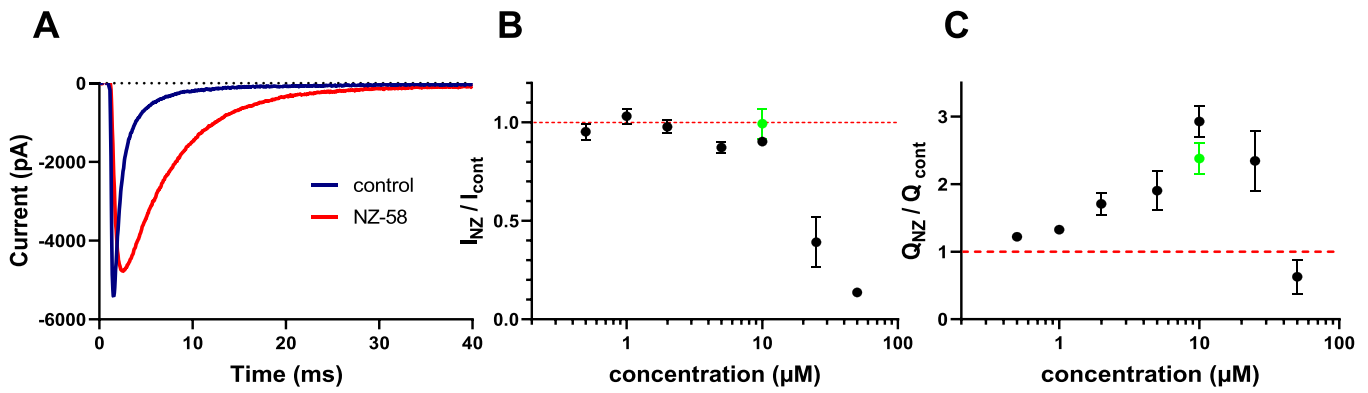 A
0
-2000
-4000
-6000
Current (pA)
0
10
20
30
40
Time (ms)
control
NZ-58
B
1.0
0.5
0.0
I_NZ / I_cont
1
10
100
concentration (µM)
C
3
2
1
0
Q_NZ / Q_cont
1
10
100
concentration (µM)